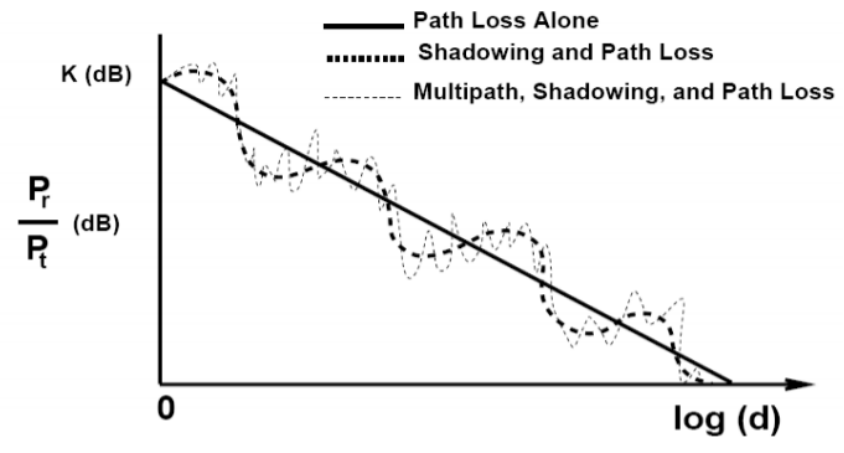 Path Loss Alone
Shadowing and Path Loss
Multipath, Shadowing, and Path Loss
K (dB)
Pr
Pt
(dB)
0
log (d)